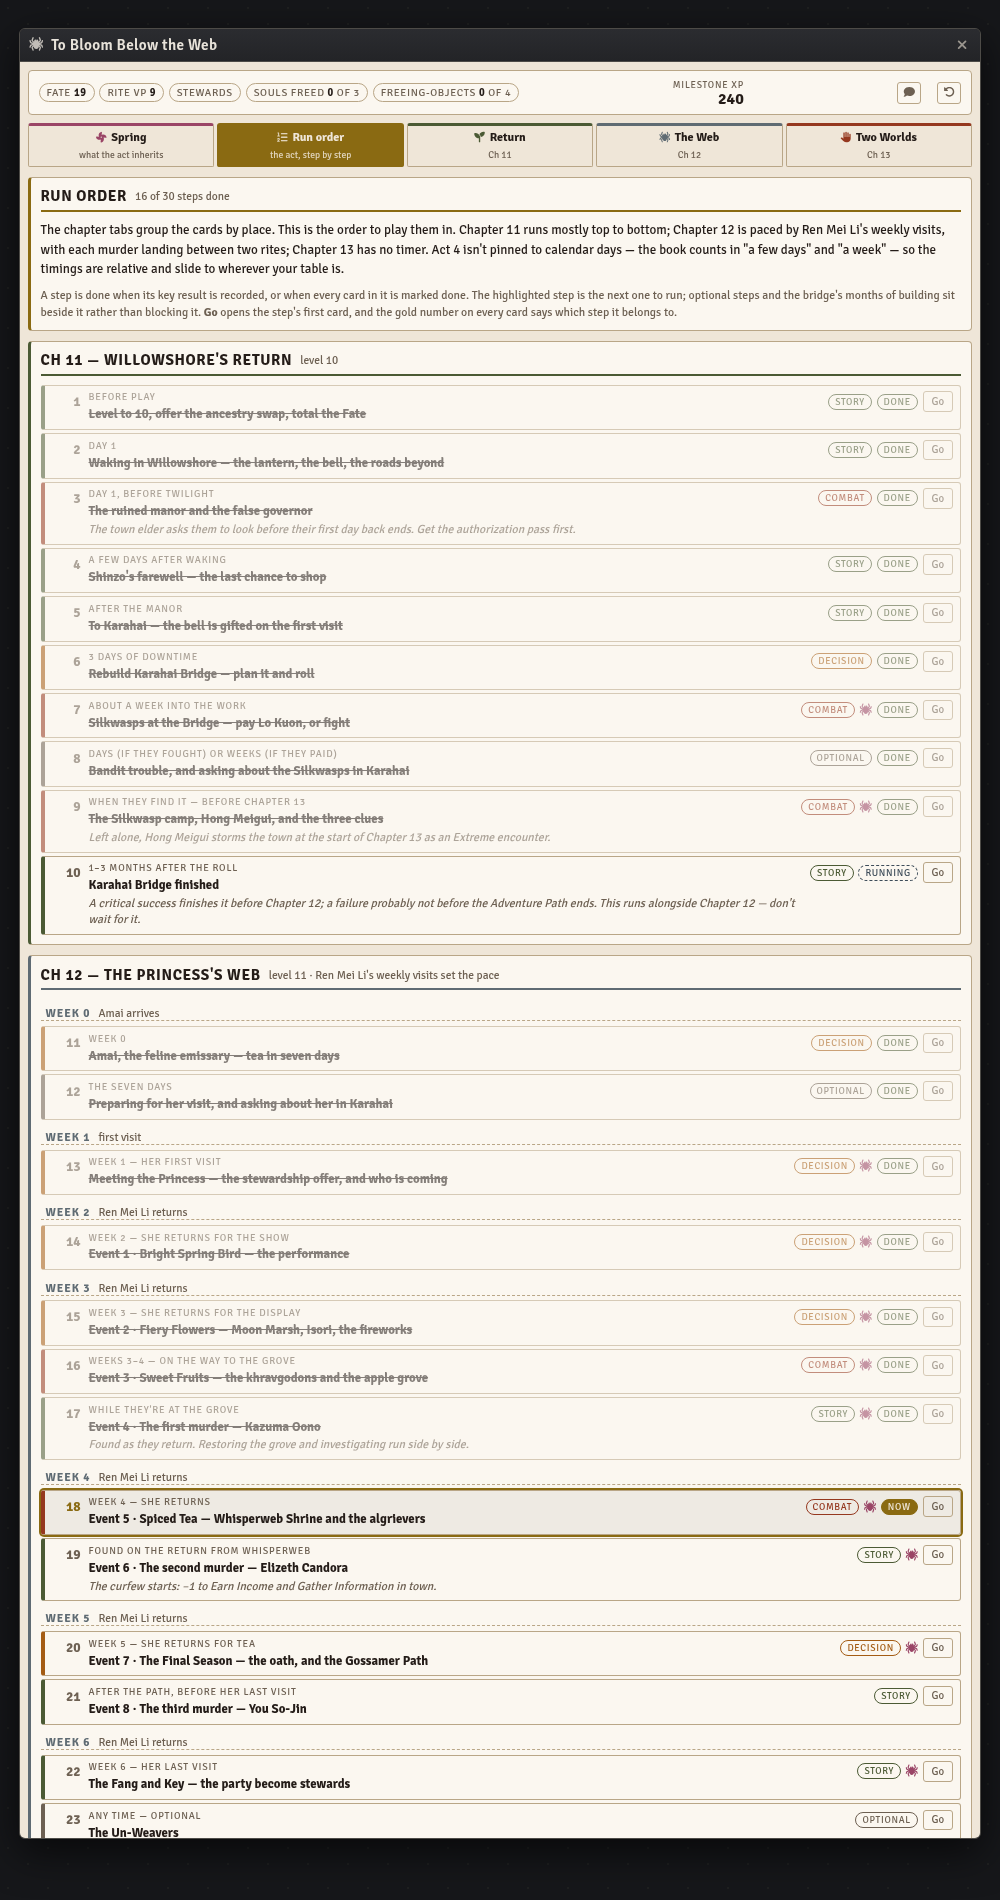 To Bloom Below the Web
FATE 19 RITE VP 9 STEWARDS SOULS FREED 0 OF 3 FREEING-OBJECTS 0 OF 4
MILESTONE XP
240
Spring
what the act inherits
Run order
the act, step by step
Return
Ch 11
The Web
Ch 12
Two Worlds
Ch 13
RUN ORDER 16 of 30 steps done
The chapter tabs group the cards by place. This is the order to play them in. Chapter 11 runs mostly top to bottom; Chapter 12 is paced by Ren Mei Li's weekly visits,
with each murder landing between two rites; Chapter 13 has no timer. Act 4 isn't pinned to calendar days — the book counts in "a few days" and "a week" — so the
timings are relative and slide to wherever your table is.
A step is done when its key result is recorded, or when every card in it is marked done. The highlighted step is the next one to run; optional steps and the bridge's months of building sit
beside it rather than blocking it. Go opens the step's first card, and the gold number on every card says which step it belongs to.
CH 11 — WILLOWSHORE'S RETURN level 10
1 BEFORE PLAY STORY DONE Go
Level to 10, offer the ancestry swap, total the Fate
2 DAY 1 STORY DONE Go
Waking in Willowshore — the lantern, the bell, the roads beyond
3 DAY 1, BEFORE TWILIGHT COMBAT DONE Go
The ruined manor and the false governor
The town elder asks them to look before their first day back ends. Get the authorization pass first.
4 A FEW DAYS AFTER WAKING STORY DONE Go
Shinzo's farewell — the last chance to shop
5 AFTER THE MANOR STORY DONE Go
To Karahai — the bell is gifted on the first visit
6 3 DAYS OF DOWNTIME DECISION DONE Go
Rebuild Karahai Bridge — plan it and roll
7 ABOUT A WEEK INTO THE WORK COMBAT DONE Go
Silkwasps at the Bridge — pay Lo Kuon, or fight
8 DAYS (IF THEY FOUGHT) OR WEEKS (IF THEY PAID) OPTIONAL DONE Go
Bandit trouble, and asking about the Silkwasps in Karahai
9 WHEN THEY FIND IT — BEFORE CHAPTER 13 COMBAT DONE Go
The Silkwasp camp, Hong Meigui, and the three clues
Left alone, Hong Meigui storms the town at the start of Chapter 13 as an Extreme encounter.
10 1–3 MONTHS AFTER THE ROLL STORY RUNNING Go
Karahai Bridge finished
A critical success finishes it before Chapter 12; a failure probably not before the Adventure Path ends. This runs alongside Chapter 12 — don't
wait for it.
CH 12 — THE PRINCESS'S WEB level 11 · Ren Mei Li's weekly visits set the pace
WEEK 0 Amai arrives
11 WEEK 0 DECISION DONE Go
Amai, the feline emissary — tea in seven days
12 THE SEVEN DAYS OPTIONAL DONE Go
Preparing for her visit, and asking about her in Karahai
WEEK 1 first visit
13 WEEK 1 — HER FIRST VISIT DECISION DONE Go
Meeting the Princess — the stewardship offer, and who is coming
WEEK 2 Ren Mei Li returns
14 WEEK 2 — SHE RETURNS FOR THE SHOW DECISION DONE Go
Event 1 · Bright Spring Bird — the performance
WEEK 3 Ren Mei Li returns
15 WEEK 3 — SHE RETURNS FOR THE DISPLAY DECISION DONE Go
Event 2 · Fiery Flowers — Moon Marsh, Isori, the fireworks
16 WEEKS 3–4 — ON THE WAY TO THE GROVE COMBAT DONE Go
Event 3 · Sweet Fruits — the khravgodons and the apple grove
17 WHILE THEY'RE AT THE GROVE STORY DONE Go
Event 4 · The first murder — Kazuma Oono
Found as they return. Restoring the grove and investigating run side by side.
WEEK 4 Ren Mei Li returns
18 WEEK 4 — SHE RETURNS COMBAT NOW Go
Event 5 · Spiced Tea — Whisperweb Shrine and the algrievers
19 FOUND ON THE RETURN FROM WHISPERWEB STORY Go
Event 6 · The second murder — Elizeth Candora
The curfew starts: −1 to Earn Income and Gather Information in town.
WEEK 5 Ren Mei Li returns
20 WEEK 5 — SHE RETURNS FOR TEA DECISION Go
Event 7 · The Final Season — the oath, and the Gossamer Path
21 AFTER THE PATH, BEFORE HER LAST VISIT STORY Go
Event 8 · The third murder — You So-Jin
WEEK 6 Ren Mei Li returns
22 WEEK 6 — HER LAST VISIT STORY Go
The Fang and Key — the party become stewards
23 ANY TIME — OPTIONAL OPTIONAL Go
The Un-Weavers